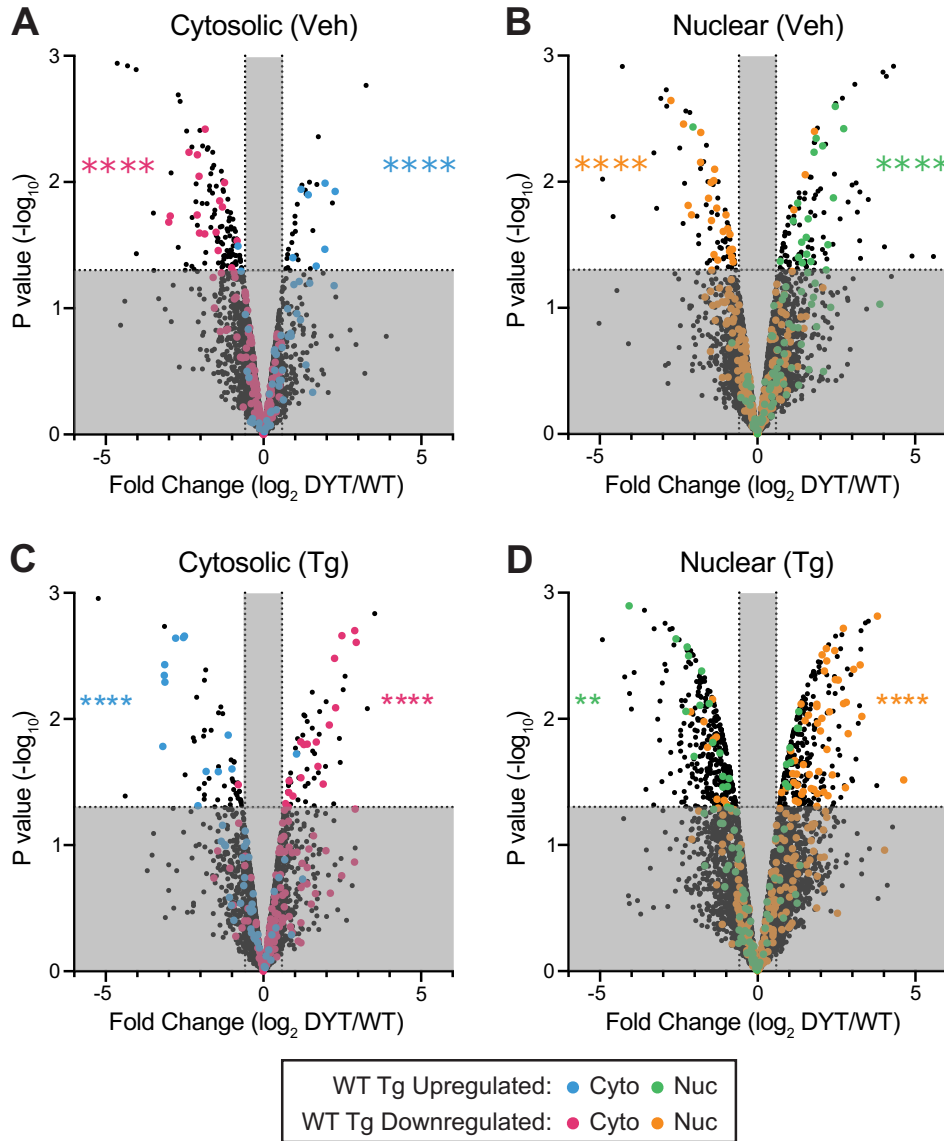 A
Cytosolic (Veh)
3
2
1
0
P value (-log10)
****
****
-5
0
5
Fold Change (log2 DYT/WT)
B
Nuclear (Veh)
3
2
1
0
P value (-log10)
****
****
-5
0
5
Fold Change (log2 DYT/WT)
C
Cytosolic (Tg)
3
2
1
0
P value (-log10)
****
****
-5
0
5
Fold Change (log2 DYT/WT)
D
Nuclear (Tg)
3
2
1
0
P value (-log10)
**
****
-5
0
5
Fold Change (log2 DYT/WT)
WT Tg Upregulated: Cyto Nuc
WT Tg Downregulated: Cyto Nuc